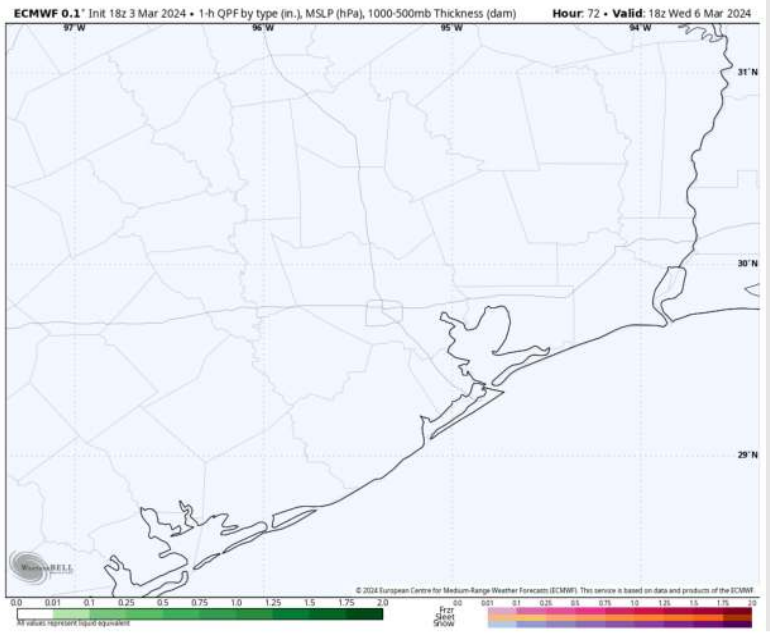 ECMWF 0.1° Init 18z 3 Mar 2024 • 1-h QPF by type (in.), MSLP (hPa), 1000-500mb Thickness (dam) Hour: 72 • Valid: 18z Wed 6 Mar 2024
97°W 96°W 95°W 94°W
31°N
30°N
29°N
WeatherBELL
© 2024 European Centre for Medium-Range Weather Forecasts (ECMWF). This service is based on data and products of the ECMWF
0.0 0.01 0.1 0.25 0.5 0.75 1.0 1.25 1.5 1.75 2.0 0.0 0.01 0.1 0.25 0.5 0.75 1.0 1.25 1.5 1.75 2.0
Frzr
Sleet
Snow
All values represent liquid equivalent